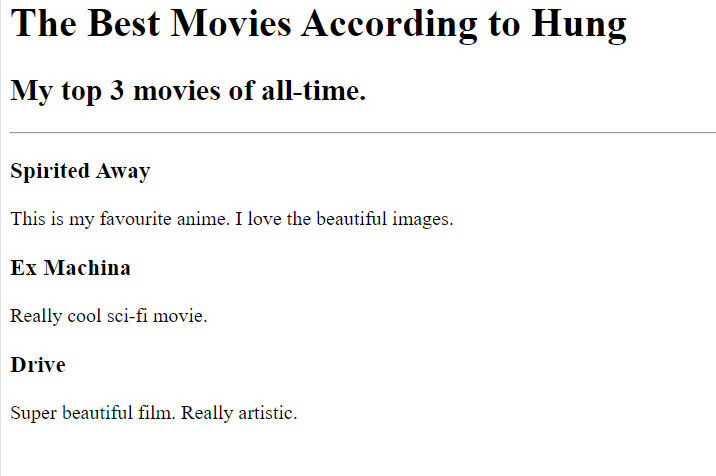 The Best Movies According to Hung
My top 3 movies of all-time.
Spirited Away
This is my favourite anime. I love the beautiful images.
Ex Machina
Really cool sci-fi movie.
Drive
Super beautiful film. Really artistic.